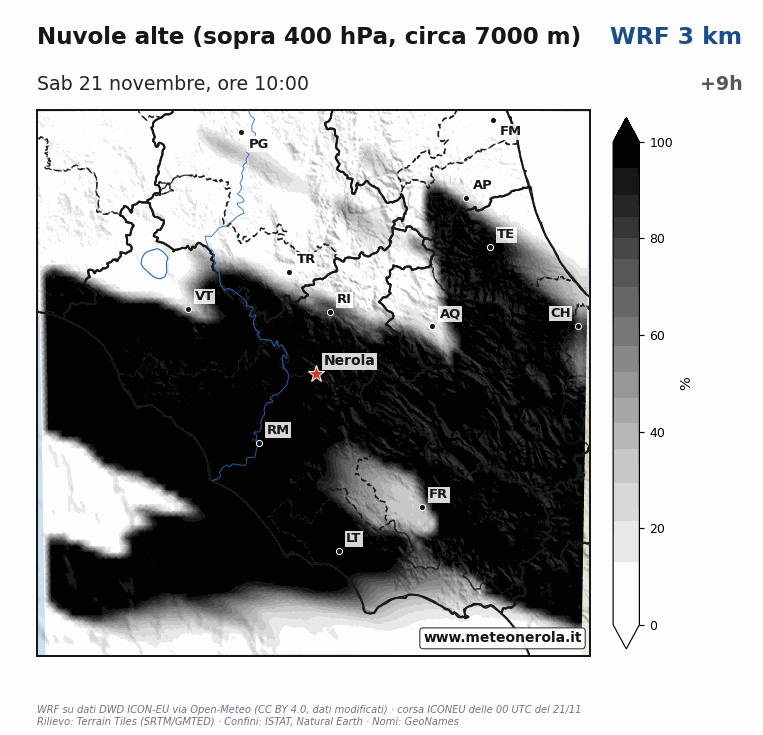 Nuvole alte (sopra 400 hPa, circa 7000 m) WRF 3 km
Sab 21 novembre, ore 10:00 +9h
FM
PG
AP
TE
TR
VT
RI
AQ
CH
Nerola
RM
FR
LT
www.meteonerola.it
100
80
60
40
20
0
%
WRF su dati DWD ICON-EU via Open-Meteo (CC BY 4.0, dati modificati) · corsa ICONEU delle 00 UTC del 21/11
Rilievo: Terrain Tiles (SRTM/GMTED) · Confini: ISTAT, Natural Earth · Nomi: GeoNames